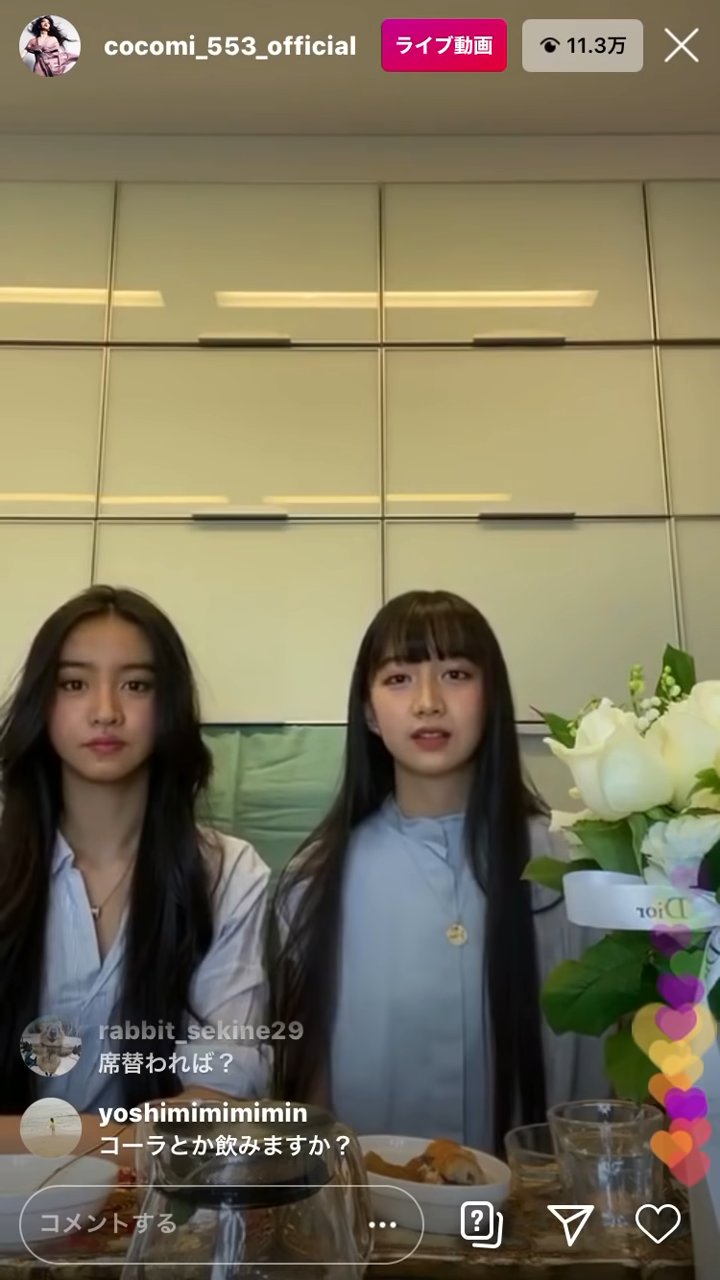 cocomi_553_official
ライブ動画
11.3万
Dior
rabbit_sekine29
席替われば？
yoshimimimimin
コーラとか飲みますか？
コメントする